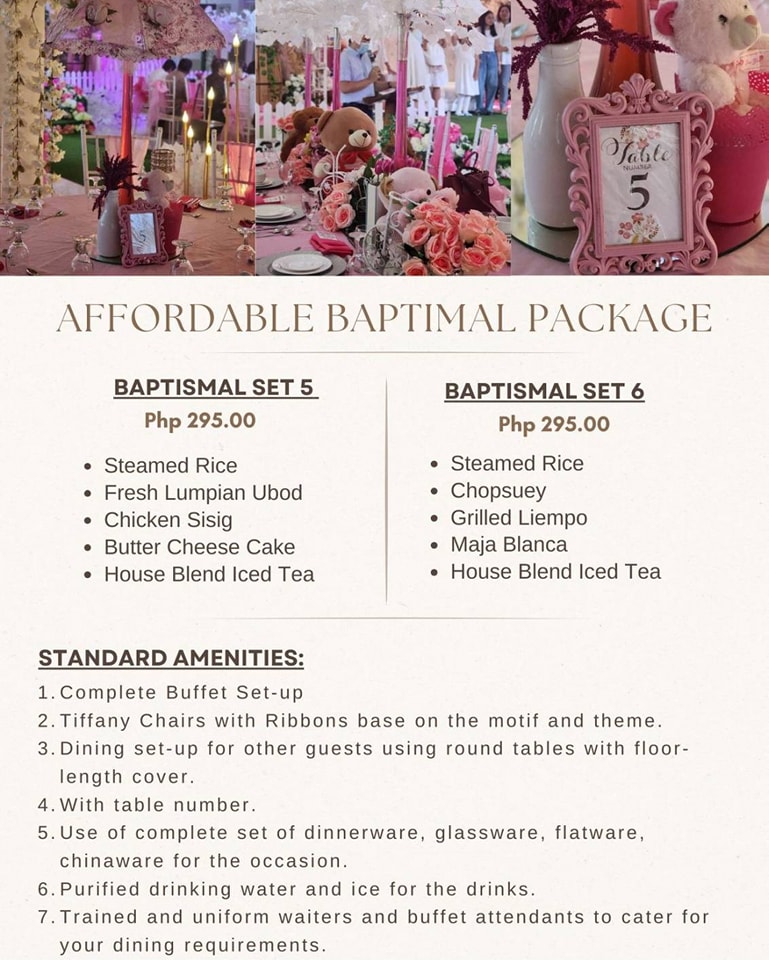 Table
NUMBER
5
AFFORDABLE BAPTIMAL PACKAGE
BAPTISMAL SET 5
Php 295.00
• Steamed Rice
• Fresh Lumpian Ubod
• Chicken Sisig
• Butter Cheese Cake
• House Blend Iced Tea
BAPTISMAL SET 6
Php 295.00
• Steamed Rice
• Chopsuey
• Grilled Liempo
• Maja Blanca
• House Blend Iced Tea
STANDARD AMENITIES:
1. Complete Buffet Set-up
2. Tiffany Chairs with Ribbons base on the motif and theme.
3. Dining set-up for other guests using round tables with floor-
length cover.
4. With table number.
5. Use of complete set of dinnerware, glassware, flatware,
chinaware for the occasion.
6. Purified drinking water and ice for the drinks.
7. Trained and uniform waiters and buffet attendants to cater for
your dining requirements.